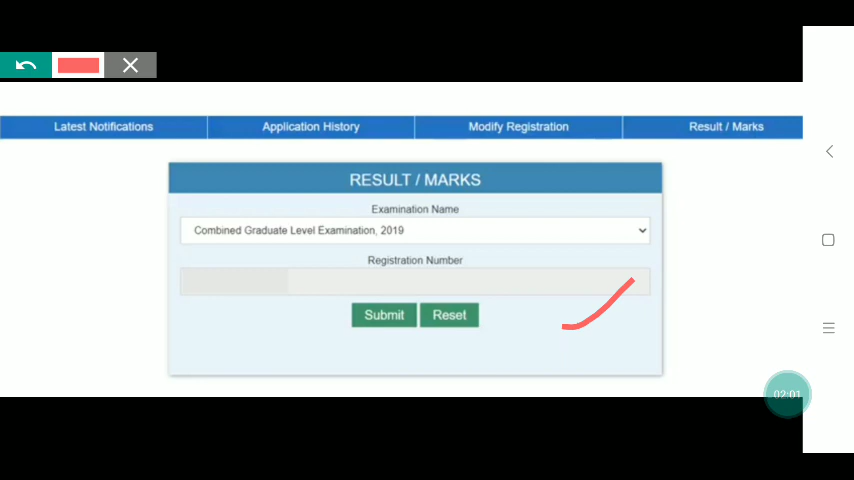 Latest Notifications
Application History
Modify Registration
Result / Marks
RESULT / MARKS
Examination Name
Combined Graduate Level Examination, 2019
Registration Number
Submit
Reset
02:01